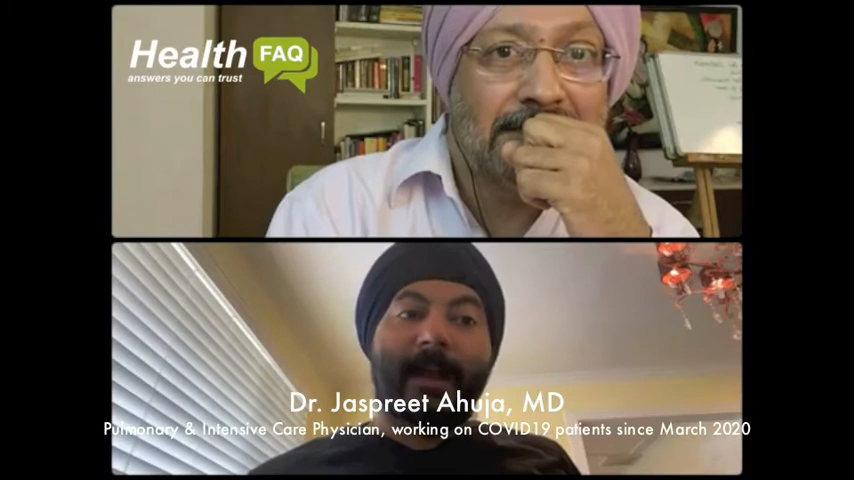 Health FAQ
answers you can trust
Dr. Jaspreet Ahuja, MD
Pulmonary & Intensive Care Physician, working on COVID19 patients since March 2020